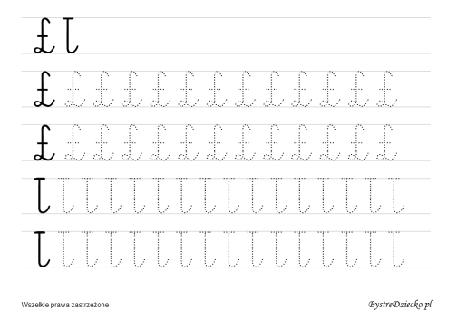 Ł ł
Ł Ł Ł Ł Ł Ł Ł Ł Ł Ł Ł Ł Ł
Ł Ł Ł Ł Ł Ł Ł Ł Ł Ł Ł Ł Ł
ł ł ł ł ł ł ł ł ł ł ł ł ł ł ł ł
ł ł ł ł ł ł ł ł ł ł ł ł ł ł ł ł
Wszelkie prawa zastrzeżone BystreDziecko.pl